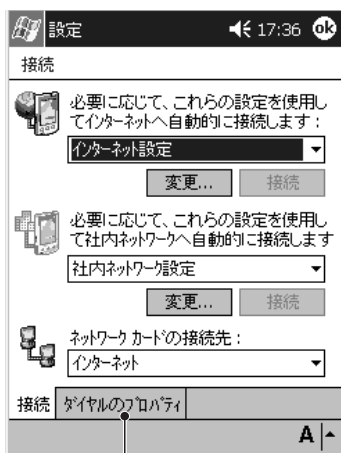 設定 17:36 ok
接続
必要に応じて、これらの設定を使用し
てインターネットへ自動的に接続します：
インターネット設定
変更... 接続
必要に応じて、これらの設定を使用し
て社内ネットワークへ自動的に接続します
社内ネットワーク設定
変更... 接続
ネットワーク カードの接続先：
インターネット
接続 ダイヤルのプロパティ
A